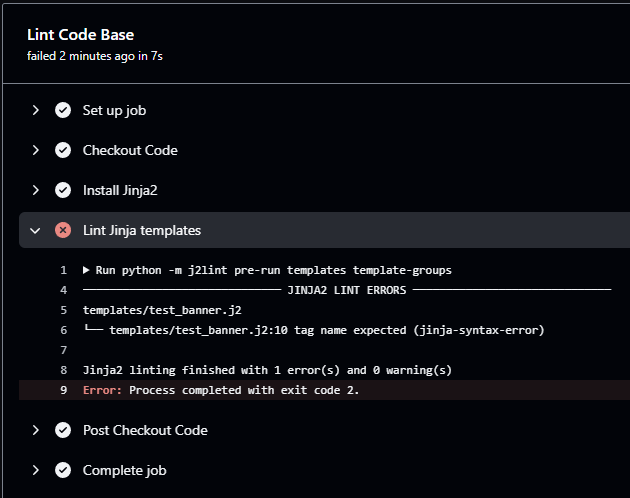 Lint Code Base
failed 2 minutes ago in 7s
Set up job
Checkout Code
Install Jinja2
Lint Jinja templates
1 ▶ Run python -m j2lint pre-run templates template-groups
4 ──────────────────────────── JINJA2 LINT ERRORS ────────────────────────────
5 templates/test_banner.j2
6 └── templates/test_banner.j2:10 tag name expected (jinja-syntax-error)
7
8 Jinja2 linting finished with 1 error(s) and 0 warning(s)
9 Error: Process completed with exit code 2.
Post Checkout Code
Complete job